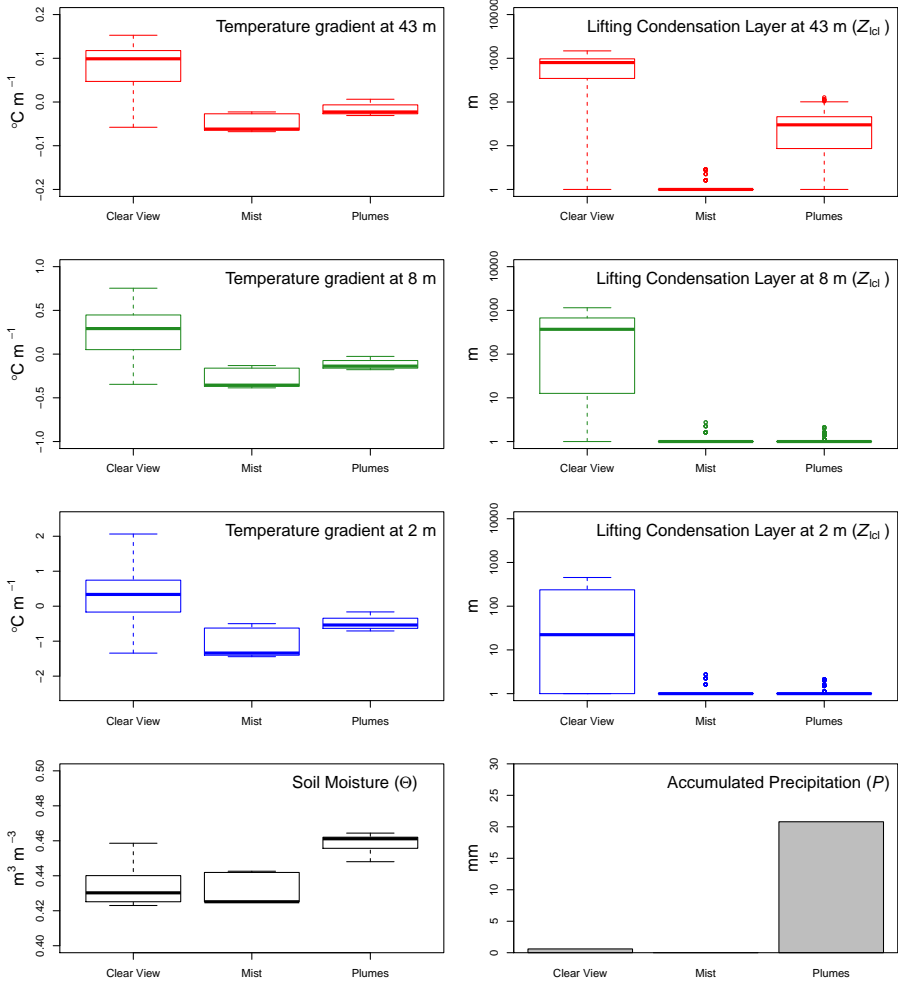 Temperature gradient at 43 m
°C m⁻¹
0.2
0.1
0.0
−0.1
−0.2
Clear View Mist Plumes
Lifting Condensation Layer at 43 m (Zlcl )
m
10000
1000
100
10
1
Clear View Mist Plumes
Temperature gradient at 8 m
°C m⁻¹
1.0
0.5
0.0
−0.5
−1.0
Clear View Mist Plumes
Lifting Condensation Layer at 8 m (Zlcl )
m
10000
1000
100
10
1
Clear View Mist Plumes
Temperature gradient at 2 m
°C m⁻¹
2
1
0
−1
−2
Clear View Mist Plumes
Lifting Condensation Layer at 2 m (Zlcl )
m
10000
1000
100
10
1
Clear View Mist Plumes
Soil Moisture (Θ)
m³ m⁻³
0.50
0.48
0.46
0.44
0.42
0.40
Clear View Mist Plumes
Accumulated Precipitation (P)
mm
30
25
20
15
10
5
0
Clear View Mist Plumes